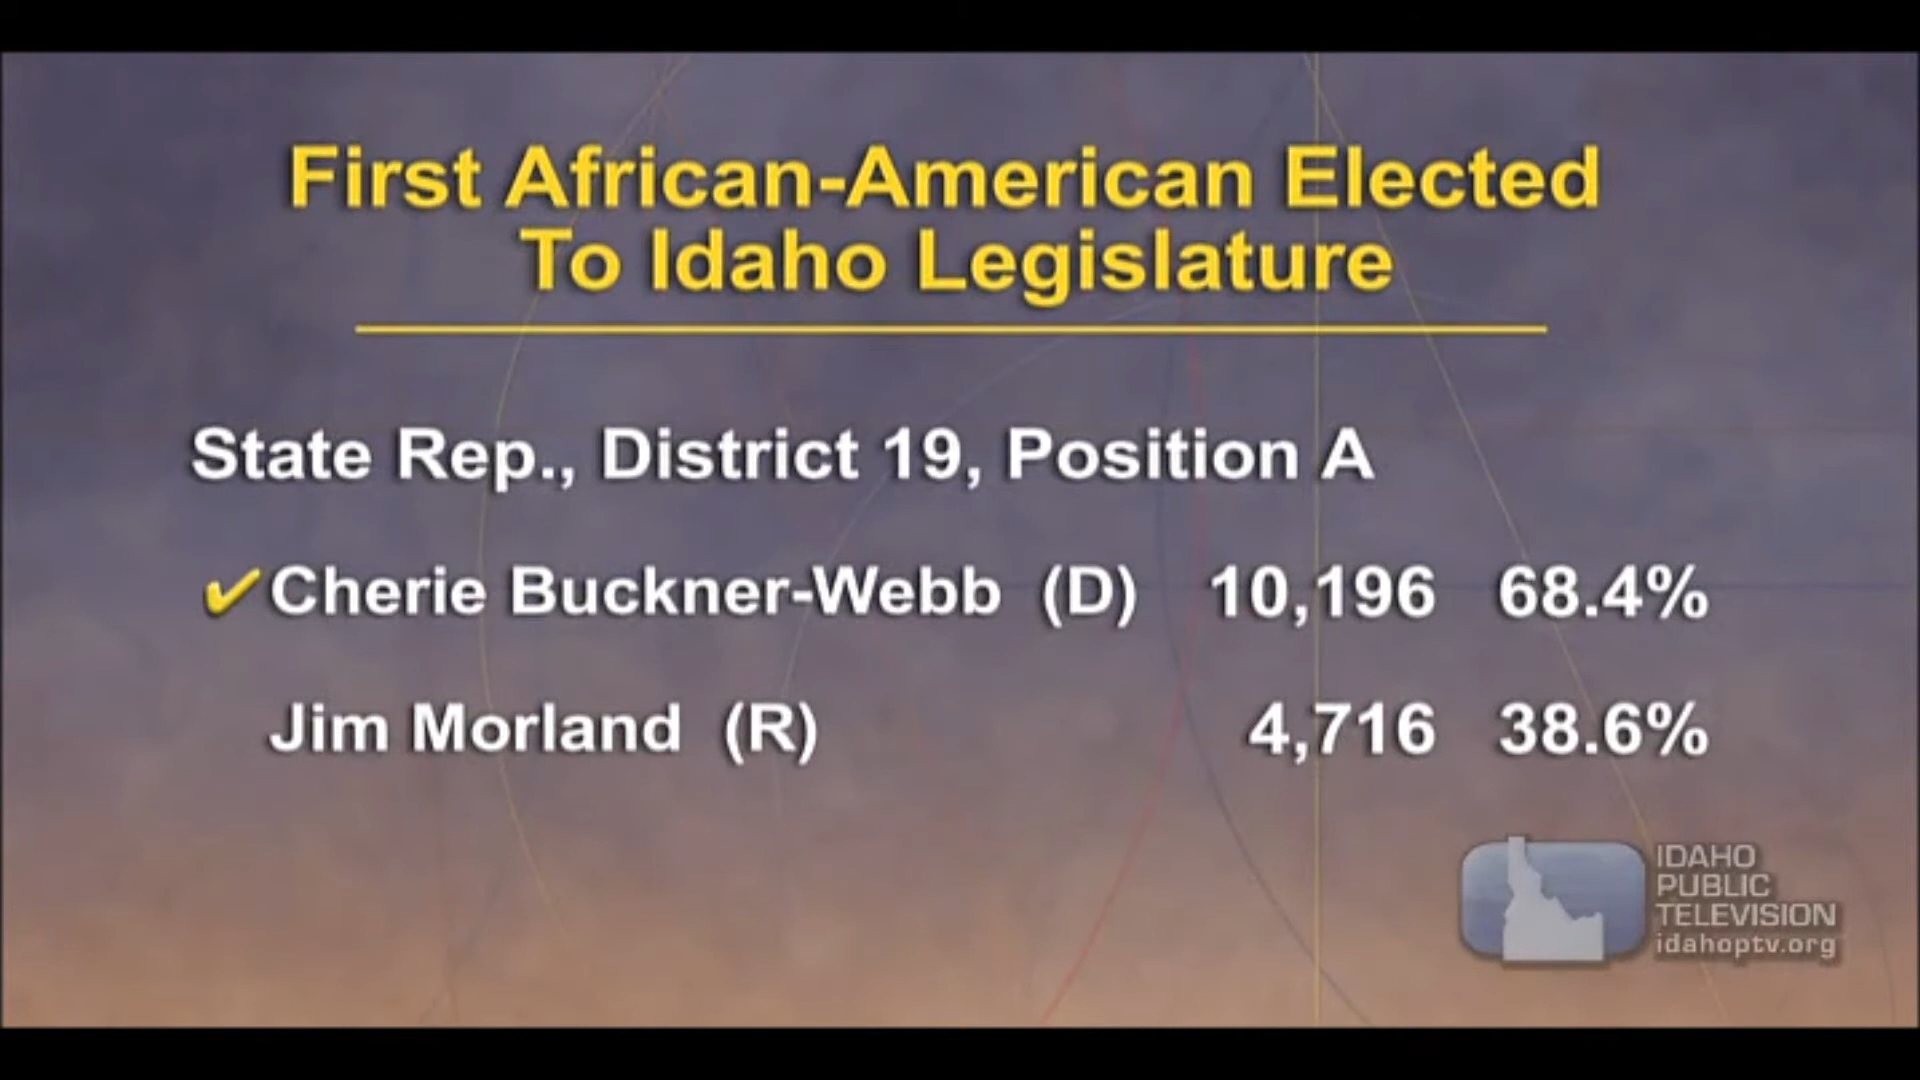 First African-American Elected
To Idaho Legislature
State Rep., District 19, Position A
✔Cherie Buckner-Webb (D) 10,196 68.4%
Jim Morland (R) 4,716 38.6%
IDAHO
PUBLIC
TELEVISION
idahoptv.org